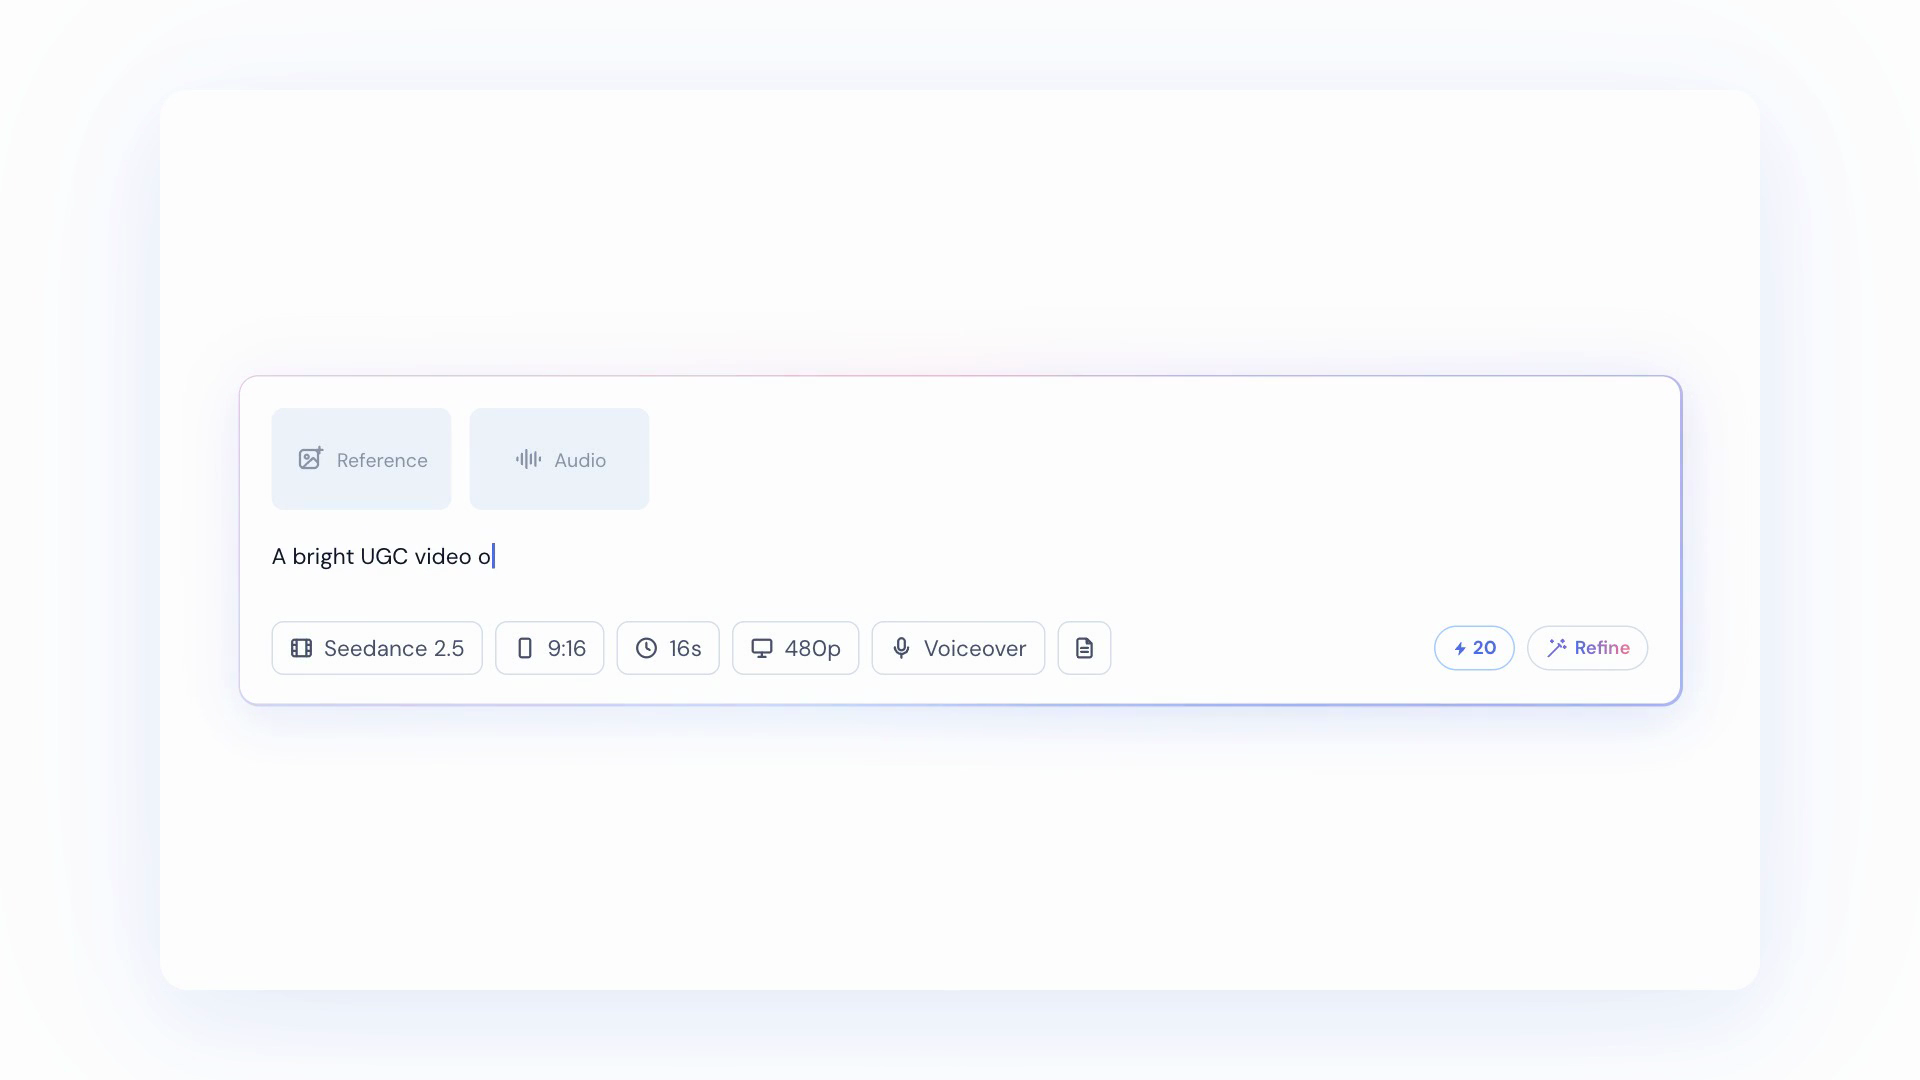 Reference
Audio
A bright UGC video o
Seedance 2.5
9:16
16s
480p
Voiceover
20
Refine